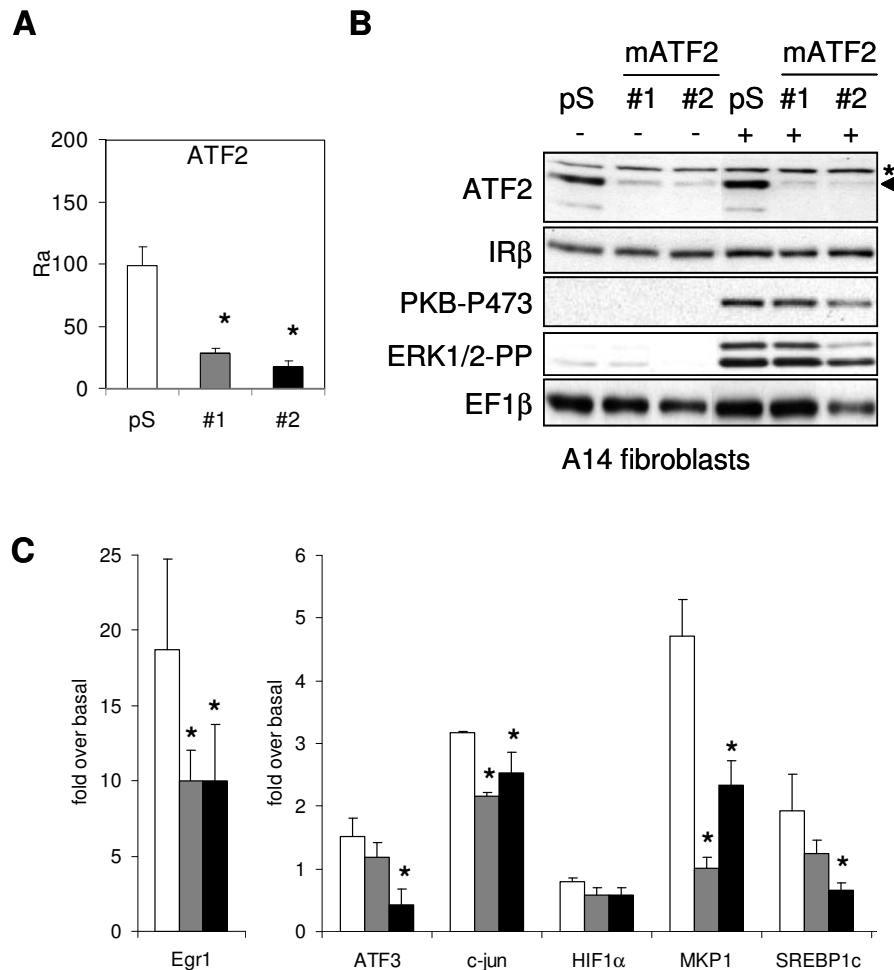 A
B
mATF2 mATF2
pS #1 #2 pS #1 #2
- - - + + +
200
ATF2
150
100
50
0
Ra
* *
pS #1 #2
ATF2
*
IRβ
PKB-P473
ERK1/2-PP
EF1β
A14 fibroblasts
C
fold over basal
25
20
15
10
5
0
* *
Egr1
fold over basal
6
5
4
3
2
1
0
* * * * * *
ATF3 c-jun HIF1α MKP1 SREBP1c